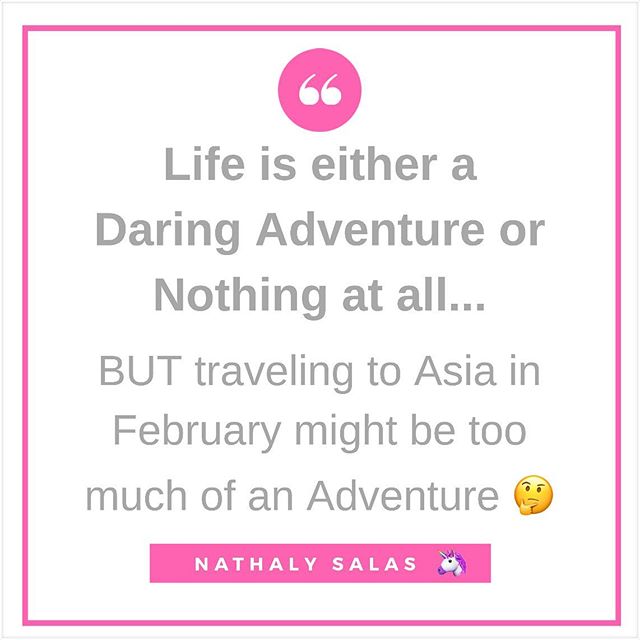 Life is either a
Daring Adventure or
Nothing at all...
BUT traveling to Asia in
February might be too
much of an Adventure 🤔
NATHALY SALAS 🦄